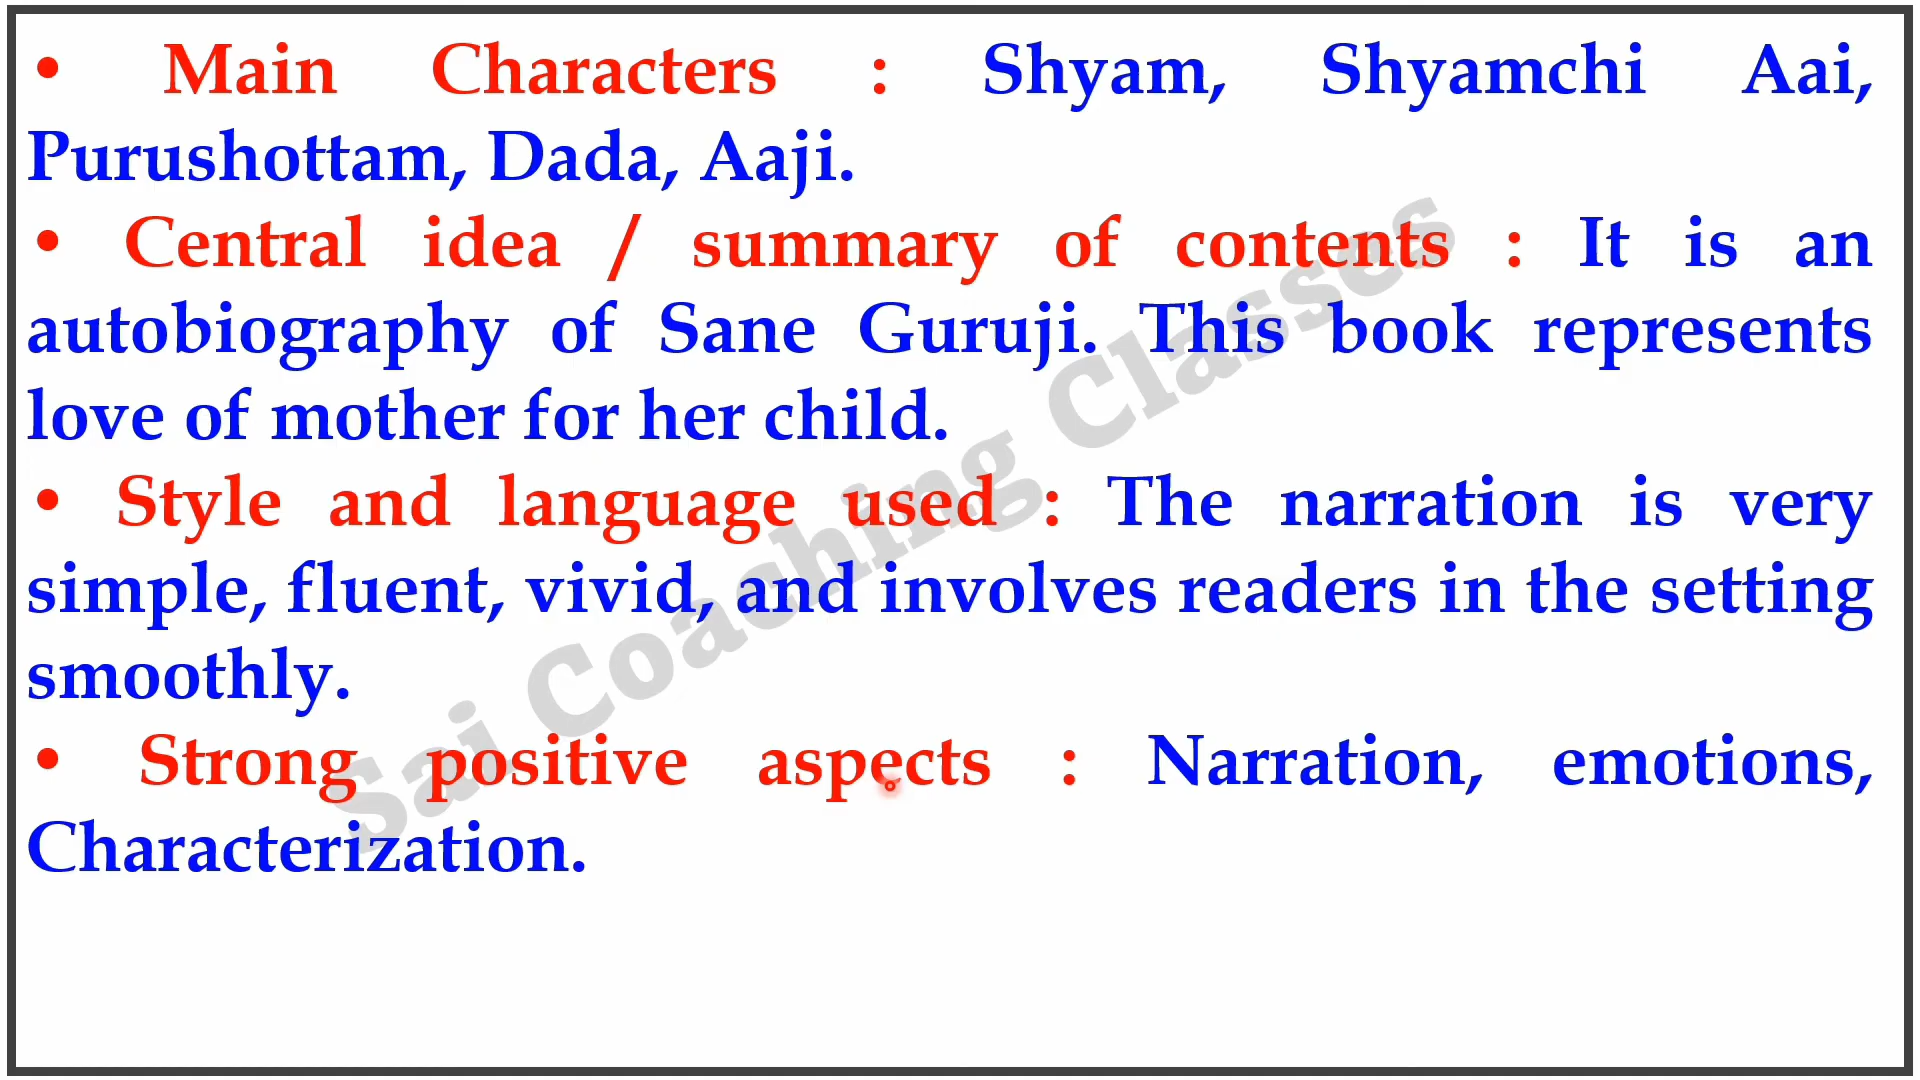 • Main Characters : Shyam, Shyamchi Aai,
Purushottam, Dada, Aaji.
• Central idea / summary of contents : It is an
autobiography of Sane Guruji. This book represents
love of mother for her child.
• Style and language used : The narration is very
simple, fluent, vivid, and involves readers in the setting
smoothly.
• Strong positive aspects : Narration, emotions,
Characterization.
Sai Coaching Classes